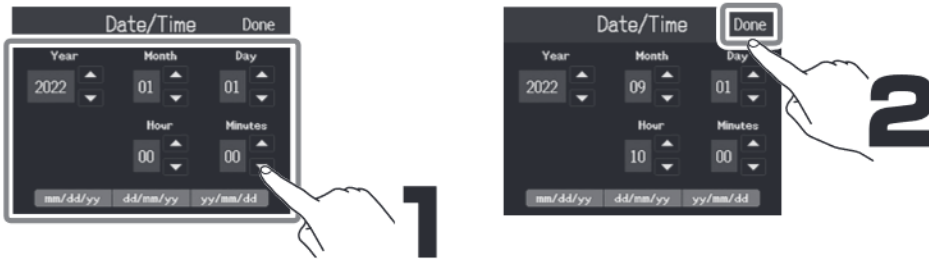 Date/Time Done
Year Month Day
2022 01 01
Hour Minutes
00 00
mm/dd/yy dd/mm/yy yy/mm/dd
1
Date/Time Done
Year Month Day
2022 09 01
Hour Minutes
10 00
mm/dd/yy dd/mm/yy yy/mm/dd
2